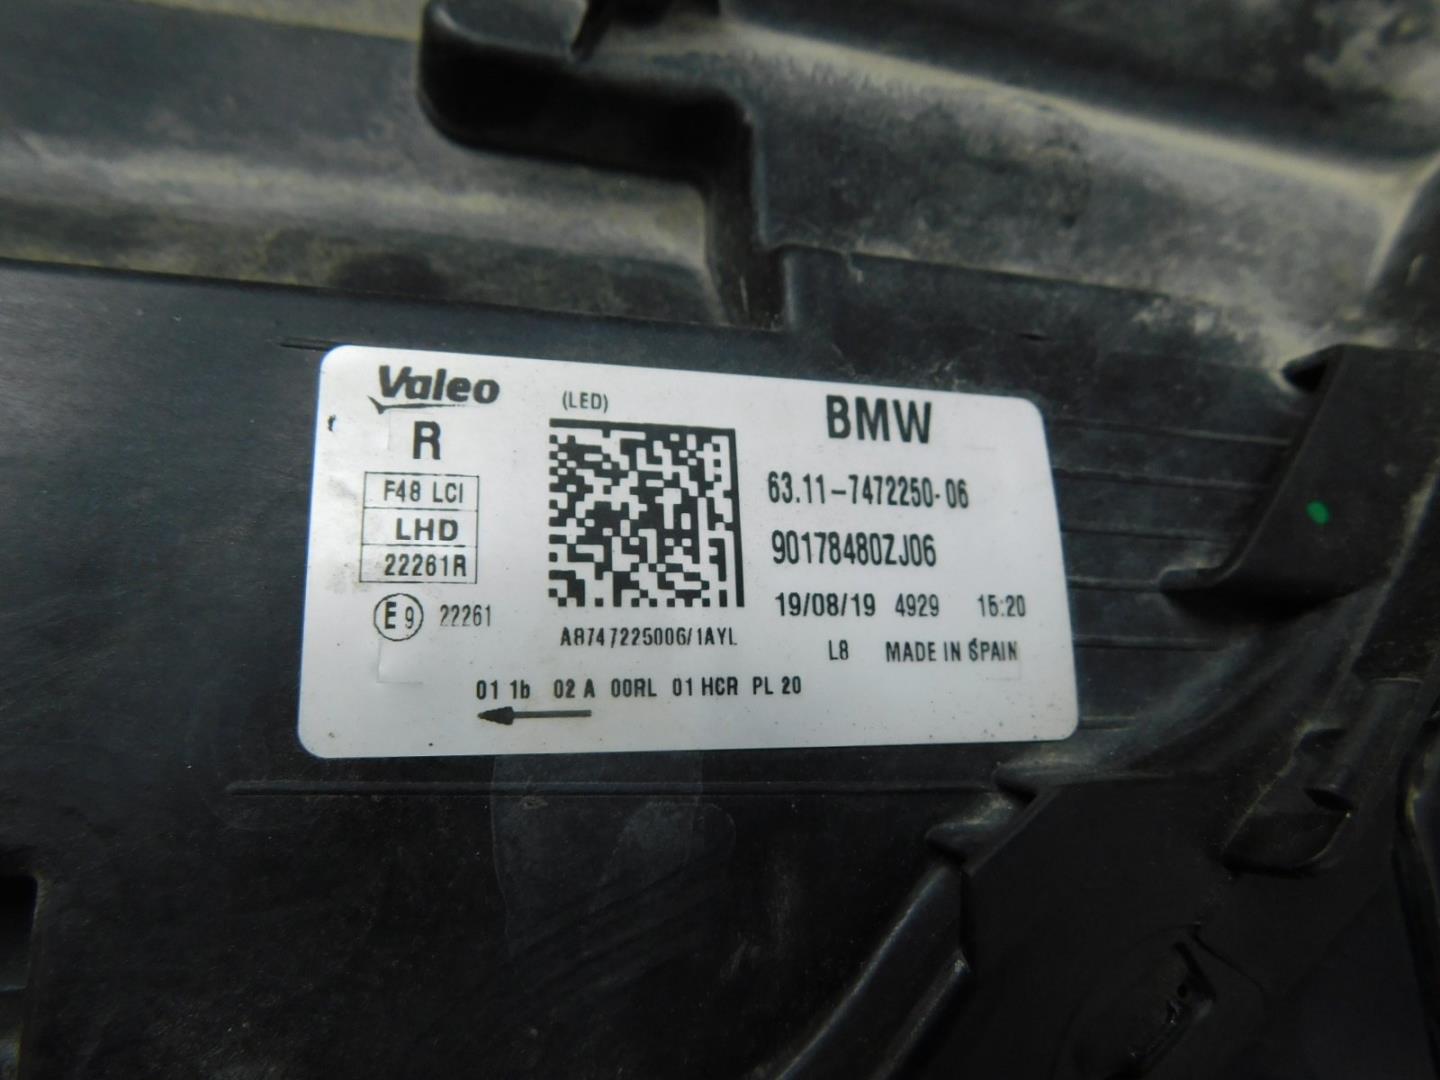 Valeo
R
F48 LCI
LHD
22261R
E9 22261
(LED)
A8747225006/1AYL
BMW
63.11-7472250-06
90178480ZJ06
19/08/19 4929 15:20
L8 MADE IN SPAIN
01 1b 02 A 00RL 01 HCR PL 20